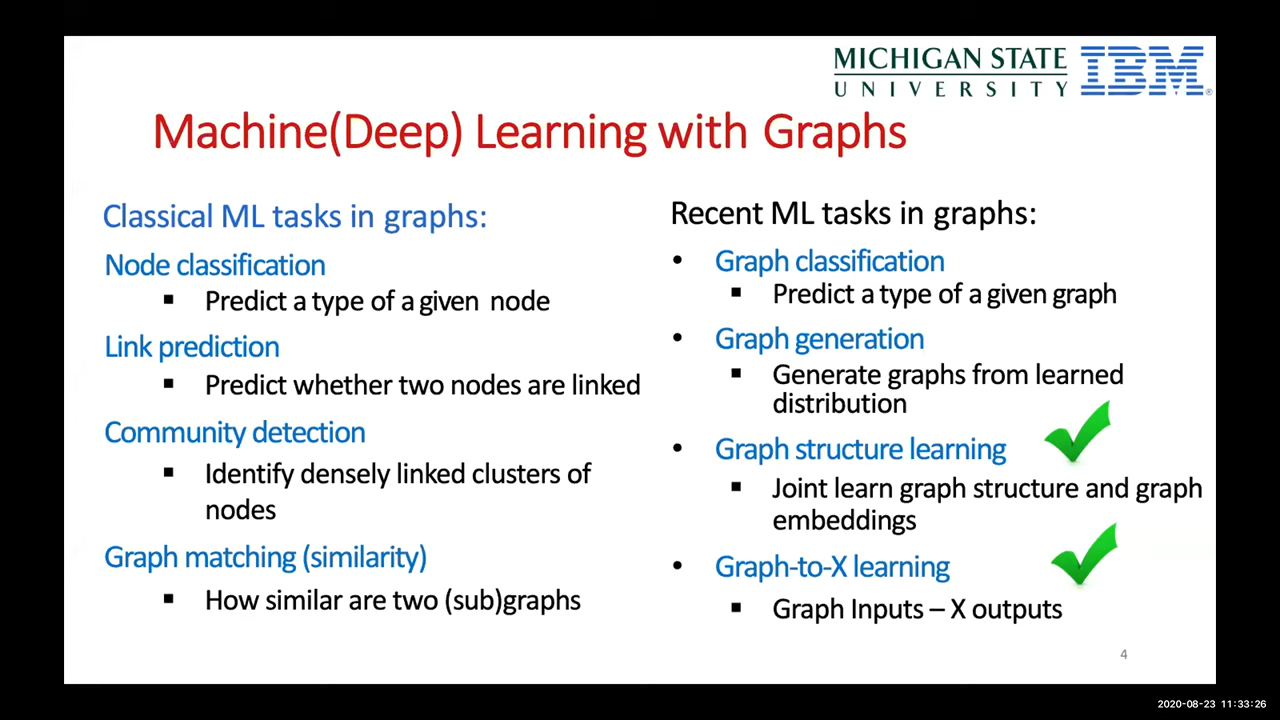 MICHIGAN STATE
UNIVERSITY
IBM®
Machine(Deep) Learning with Graphs
Classical ML tasks in graphs:
Node classification
▪ Predict a type of a given node
Link prediction
▪ Predict whether two nodes are linked
Community detection
▪ Identify densely linked clusters of
nodes
Graph matching (similarity)
▪ How similar are two (sub)graphs
Recent ML tasks in graphs:
• Graph classification
▪ Predict a type of a given graph
• Graph generation
▪ Generate graphs from learned
distribution
• Graph structure learning
▪ Joint learn graph structure and graph
embeddings
• Graph-to-X learning
▪ Graph Inputs – X outputs
4
2020-08-23 11:33:26